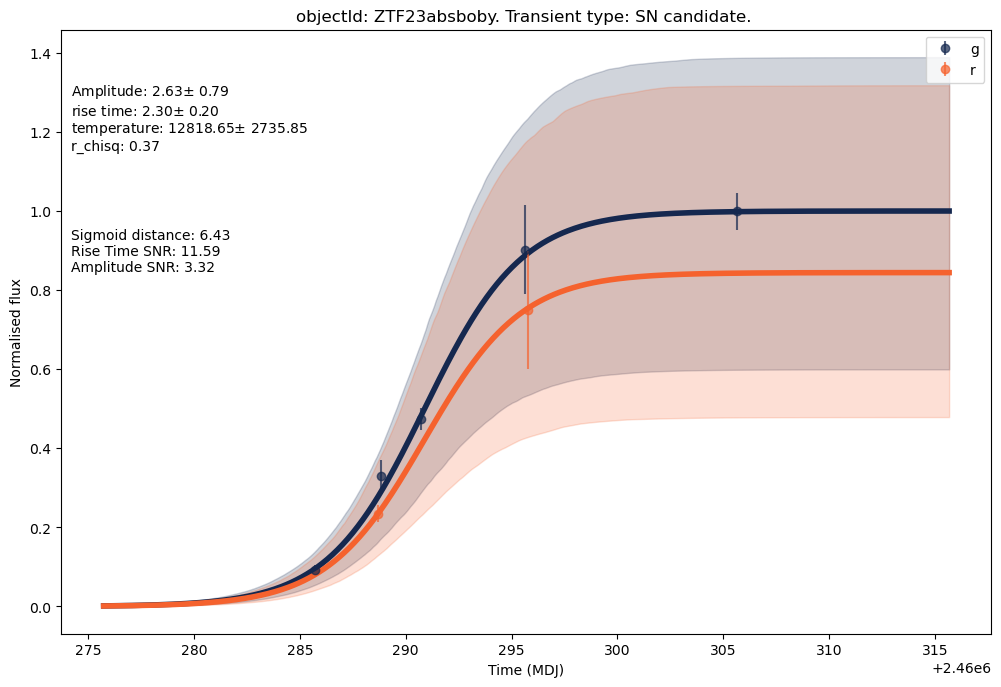 objectId: ZTF23absboby. Transient type: SN candidate.
g
r
Amplitude: 2.63± 0.79
rise time: 2.30± 0.20
temperature: 12818.65± 2735.85
r_chisq: 0.37
Sigmoid distance: 6.43
Rise Time SNR: 11.59
Amplitude SNR: 3.32
Normalised flux
1.4
1.2
1.0
0.8
0.6
0.4
0.2
0.0
275 280 285 290 295 300 305 310 315
Time (MDJ)
+2.46e6